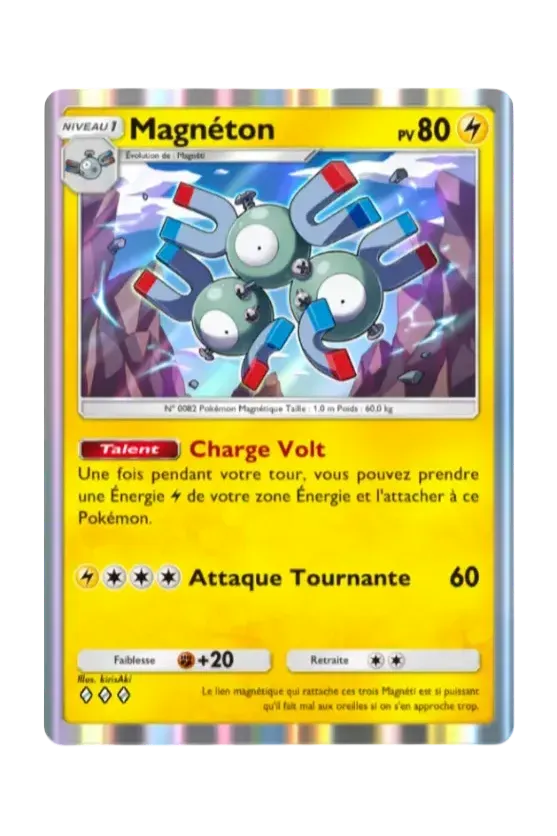 NIVEAU 1
Magnéton
PV 80
Évolution de : Magnéti
N° 0082 Pokémon Magnétique Taille : 1,0 m Poids : 60,0 kg
Talent Charge Volt
Une fois pendant votre tour, vous pouvez prendre
une Énergie de votre zone Énergie et l'attacher à ce
Pokémon.
Attaque Tournante 60
Faiblesse +20 Retraite
Illus. kirisAki
Le lien magnétique qui rattache ces trois Magnéti est si puissant
qu'il fait mal aux oreilles si on s'en approche trop.